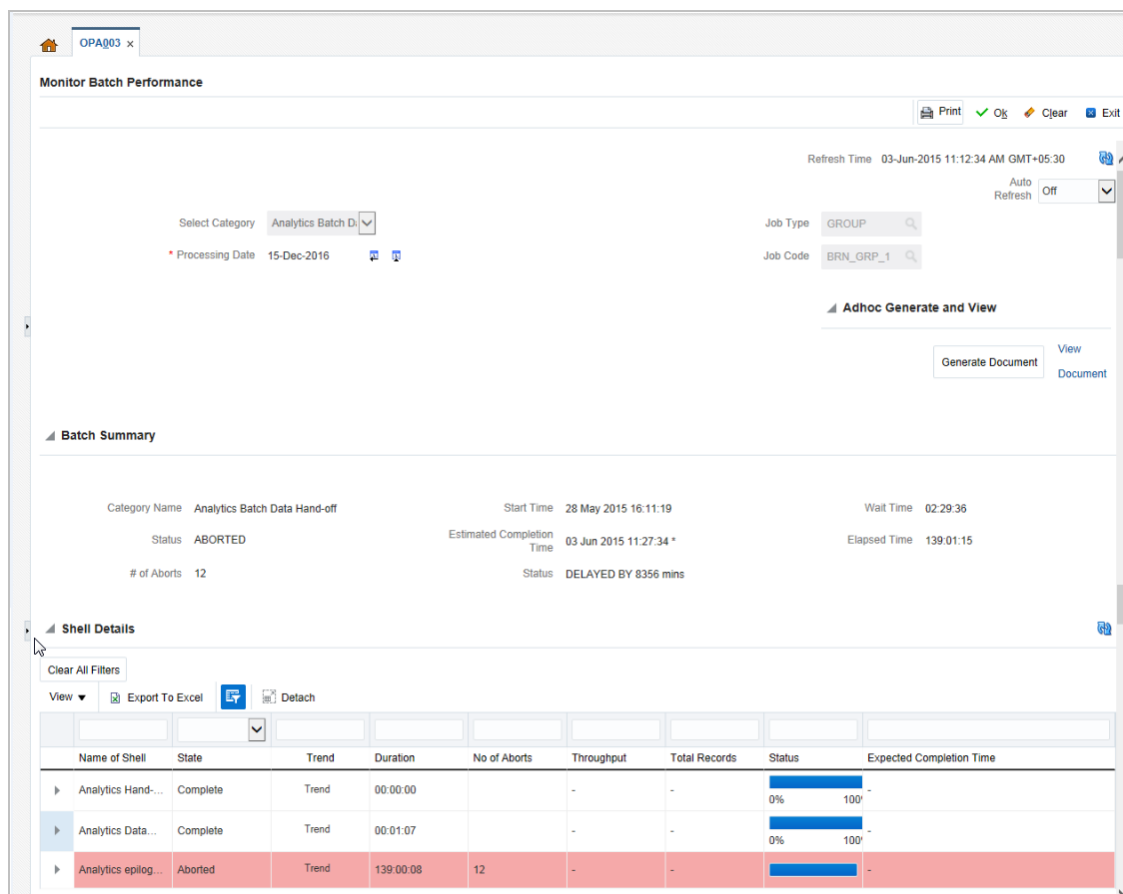 OPA003 x
Monitor Batch Performance
Print Ok Clear Exit
Refresh Time 03-Jun-2015 11:12:34 AM GMT+05:30
Auto Refresh Off
Select Category Analytics Batch D Job Type GROUP
* Processing Date 15-Dec-2016 Job Code BRN_GRP_1
Adhoc Generate and View
Generate Document View Document
Batch Summary
Category Name Analytics Batch Data Hand-off Start Time 28 May 2015 16:11:19 Wait Time 02:29:36
Status ABORTED Estimated Completion Time 03 Jun 2015 11:27:34 * Elapsed Time 139:01:15
# of Aborts 12 Status DELAYED BY 8356 mins
Shell Details
Clear All Filters
View Export To Excel Detach
Name of Shell State Trend Duration No of Aborts Throughput Total Records Status Expected Completion Time
Analytics Hand-... Complete Trend 00:00:00 - - 0% 100% -
Analytics Data... Complete Trend 00:01:07 - - 0% 100% -
Analytics epilog... Aborted Trend 139:00:08 12 - - -